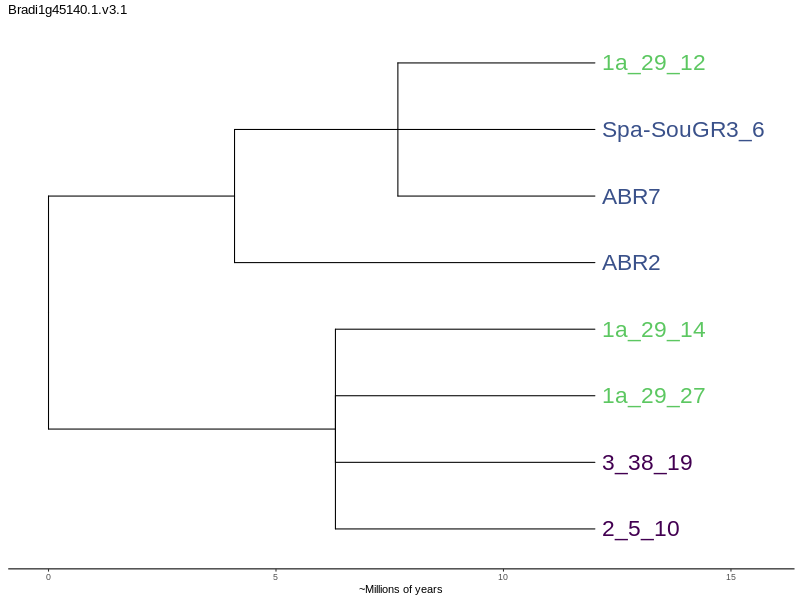 Bradi1g45140.1.v3.1
1a_29_12
Spa-SouGR3_6
ABR7
ABR2
1a_29_14
1a_29_27
3_38_19
2_5_10
0 5 10 15
~Millions of years